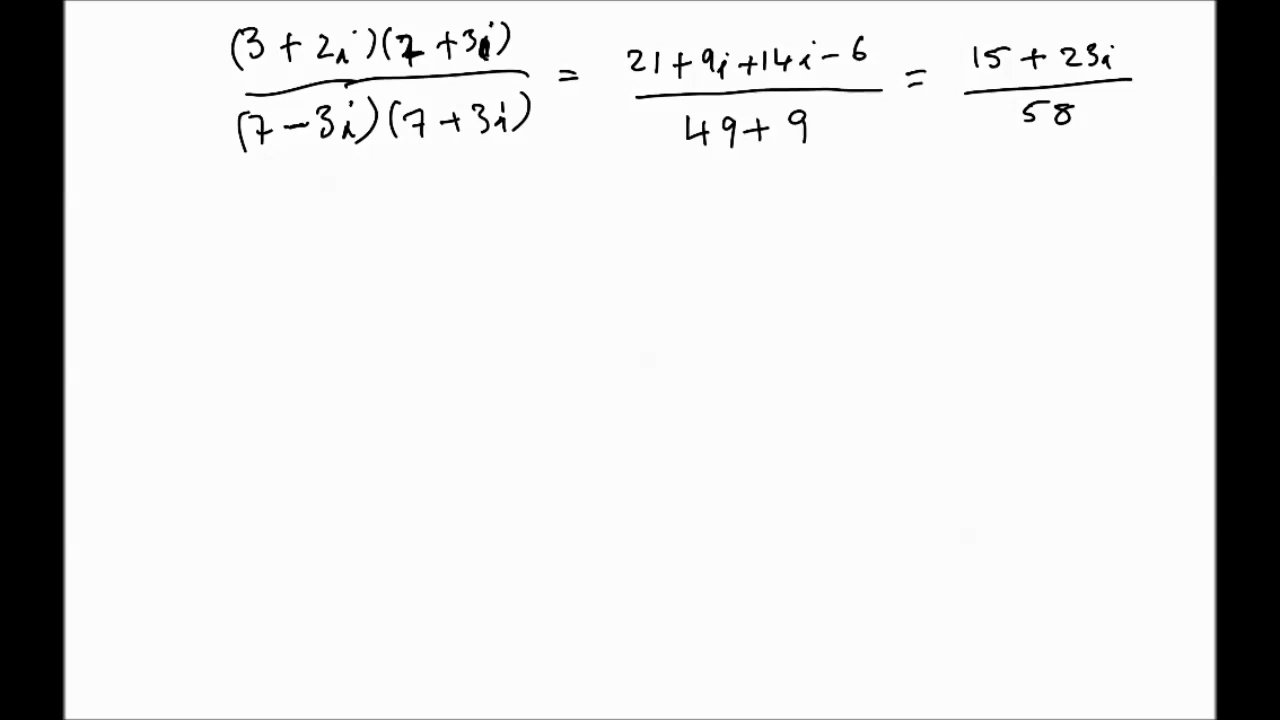 (3 + 2i)(7 + 3i) / (7 - 3i)(7 + 3i) = 21 + 9i + 14i - 6 / 49 + 9 = 15 + 23i / 58